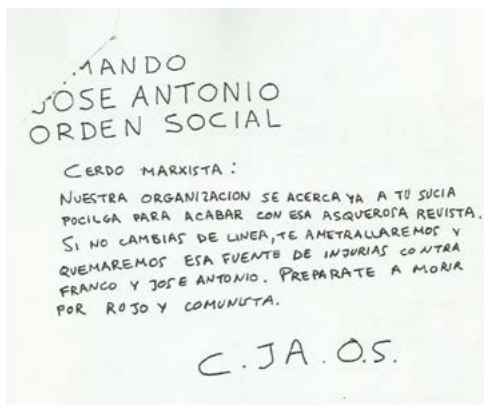 MANDO
JOSE ANTONIO
ORDEN SOCIAL
CERDO MARXISTA:
NUESTRA ORGANIZACION SE ACERCA YA A TU SUCIA
POCILGA PARA ACABAR CON ESA ASQUEROSA REVISTA.
SI NO CAMBIAS DE LINEA, TE AMETRALLAREMOS Y
QUEMAREMOS ESA FUENTE DE INJURIAS CONTRA
FRANCO Y JOSE ANTONIO. PREPARATE A MORIR
POR ROJO Y COMUNISTA.
C.JA.O.S.